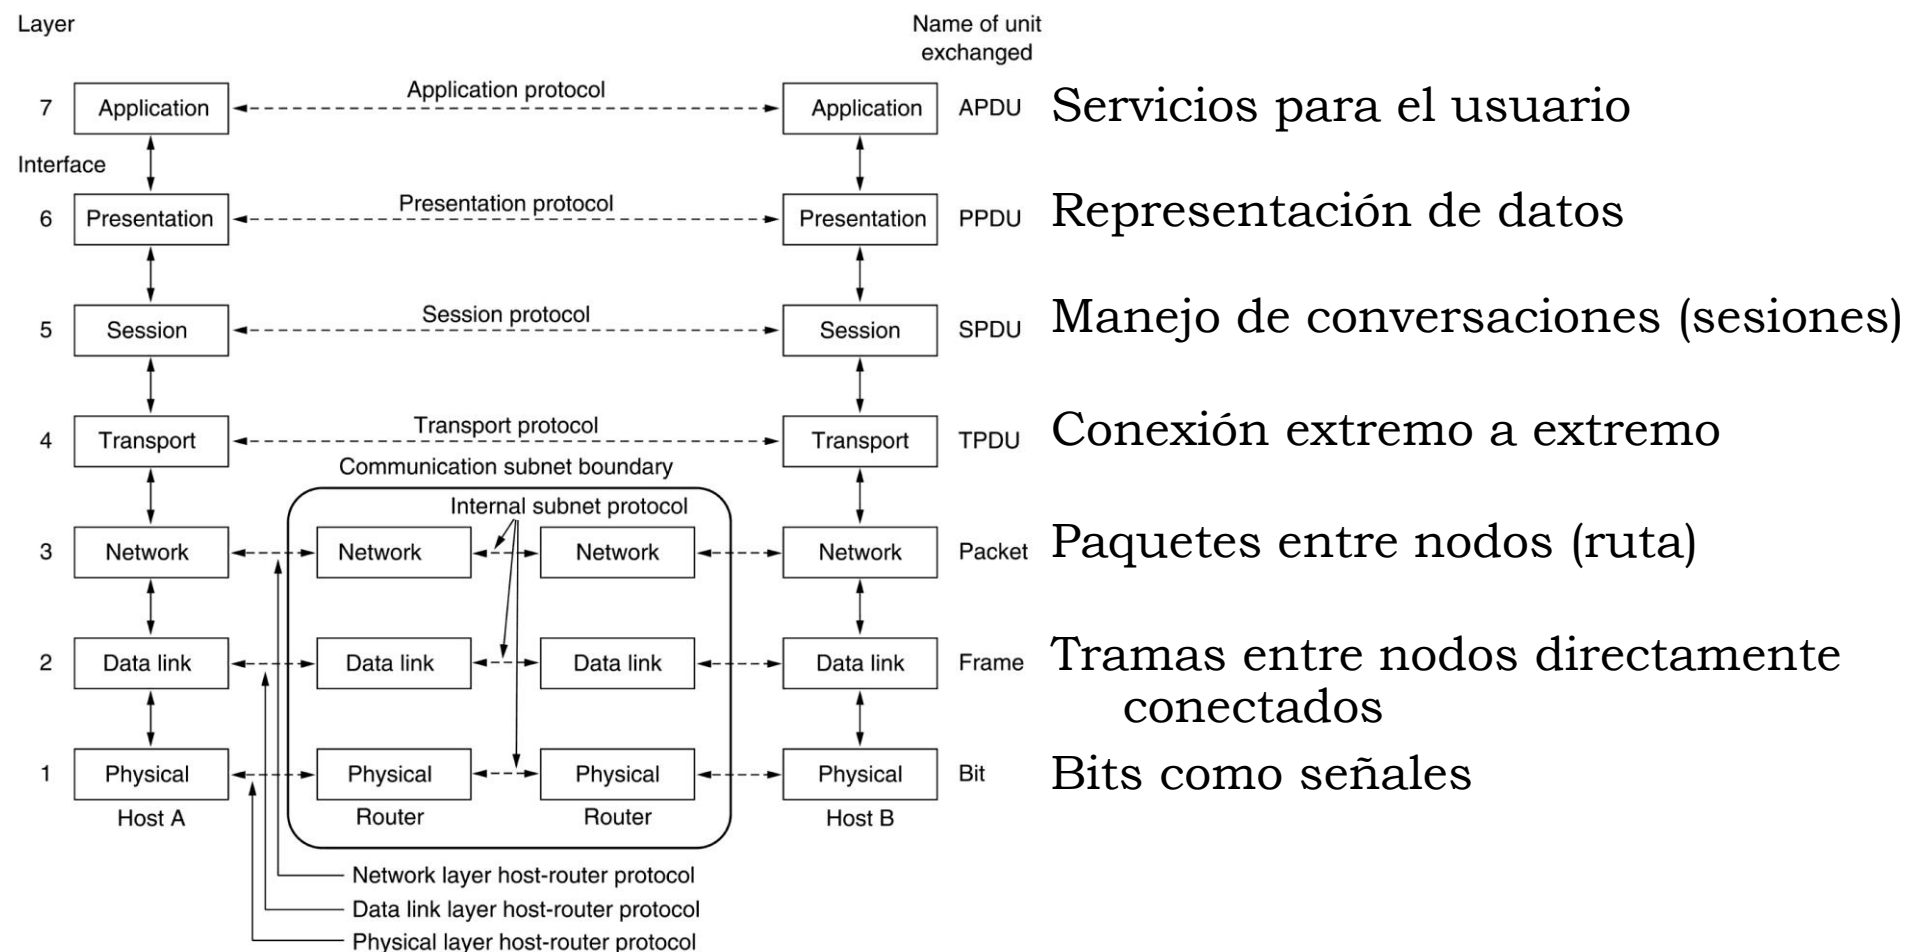 Layer
Name of unit
exchanged
7
Application
Application protocol
Application
APDU
Servicios para el usuario
Interface
6
Presentation
Presentation protocol
Presentation
PPDU
Representación de datos
5
Session
Session protocol
Session
SPDU
Manejo de conversaciones (sesiones)
4
Transport
Transport protocol
Transport
TPDU
Conexión extremo a extremo
Communication subnet boundary
Internal subnet protocol
3
Network
Network
Network
Network
Packet
Paquetes entre nodos (ruta)
2
Data link
Data link
Data link
Data link
Frame
Tramas entre nodos directamente
conectados
1
Physical
Physical
Physical
Physical
Bit
Bits como señales
Host A
Router
Router
Host B
Network layer host-router protocol
Data link layer host-router protocol
Physical layer host-router protocol